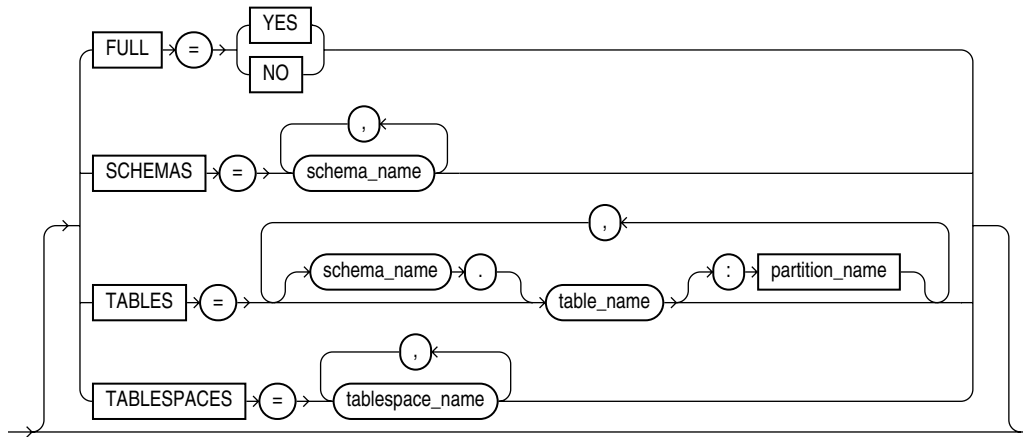 FULL = YES
NO
,
SCHEMAS = schema_name
,
schema_name . : partition_name
TABLES = table_name
,
TABLESPACES = tablespace_name